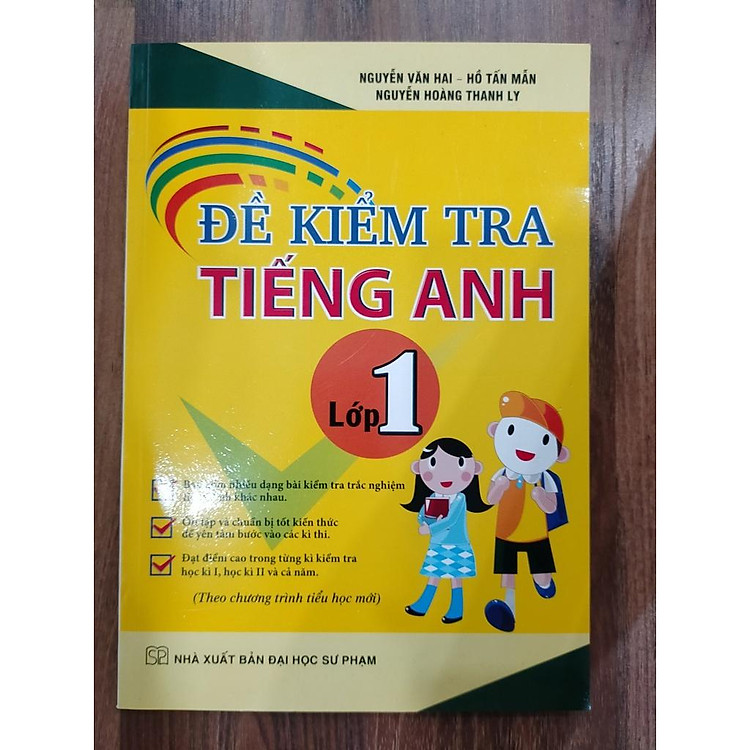 NGUYỄN VĂN HAI – HỒ TẤN MẪN
NGUYỄN HOÀNG THANH LY
ĐỀ KIỂM TRA
TIẾNG ANH
Lớp 1
nhiều dạng bài kiểm tra trắc nghiệm
khác nhau.
Ôn tập và chuẩn bị tốt kiến thức
để yên tâm bước vào các kì thi.
Đạt điểm cao trong từng kì kiểm tra
học kì I, học kì II và cả năm.
(Theo chương trình tiểu học mới)
SP NHÀ XUẤT BẢN ĐẠI HỌC SƯ PHẠM